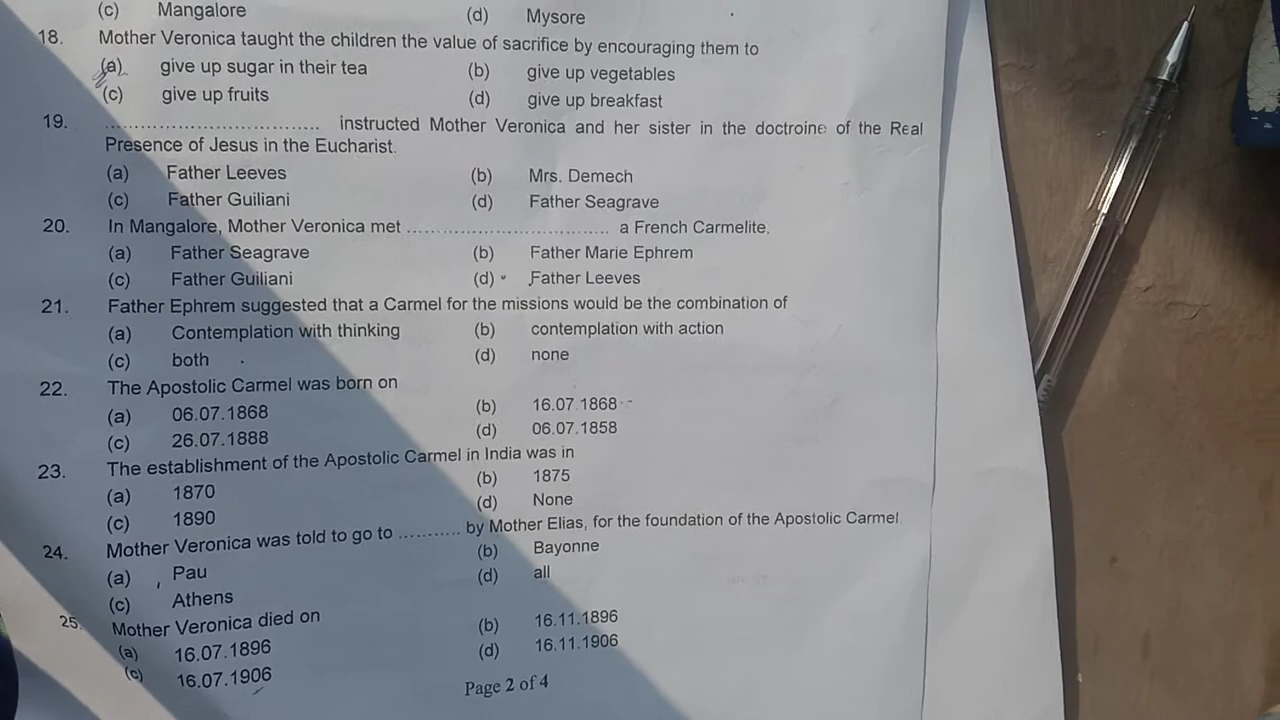 (c) Mangalore (d) Mysore
18. Mother Veronica taught the children the value of sacrifice by encouraging them to
(a) give up sugar in their tea (b) give up vegetables
(c) give up fruits (d) give up breakfast
19. ................................ instructed Mother Veronica and her sister in the doctroine of the Real
Presence of Jesus in the Eucharist.
(a) Father Leeves (b) Mrs. Demech
(c) Father Guiliani (d) Father Seagrave
20. In Mangalore, Mother Veronica met ................................ a French Carmelite.
(a) Father Seagrave (b) Father Marie Ephrem
(c) Father Guiliani (d) Father Leeves
21. Father Ephrem suggested that a Carmel for the missions would be the combination of
(a) Contemplation with thinking (b) contemplation with action
(c) both (d) none
22. The Apostolic Carmel was born on
(a) 06.07.1868 (b) 16.07.1868
(c) 26.07.1888 (d) 06.07.1858
23. The establishment of the Apostolic Carmel in India was in
(a) 1870 (b) 1875
(c) 1890 (d) None
24. Mother Veronica was told to go to ........... by Mother Elias, for the foundation of the Apostolic Carmel
(a) Pau (b) Bayonne
(c) Athens (d) all
25. Mother Veronica died on
(a) 16.07.1896 (b) 16.11.1896
(c) 16.07.1906 (d) 16.11.1906
Page 2 of 4